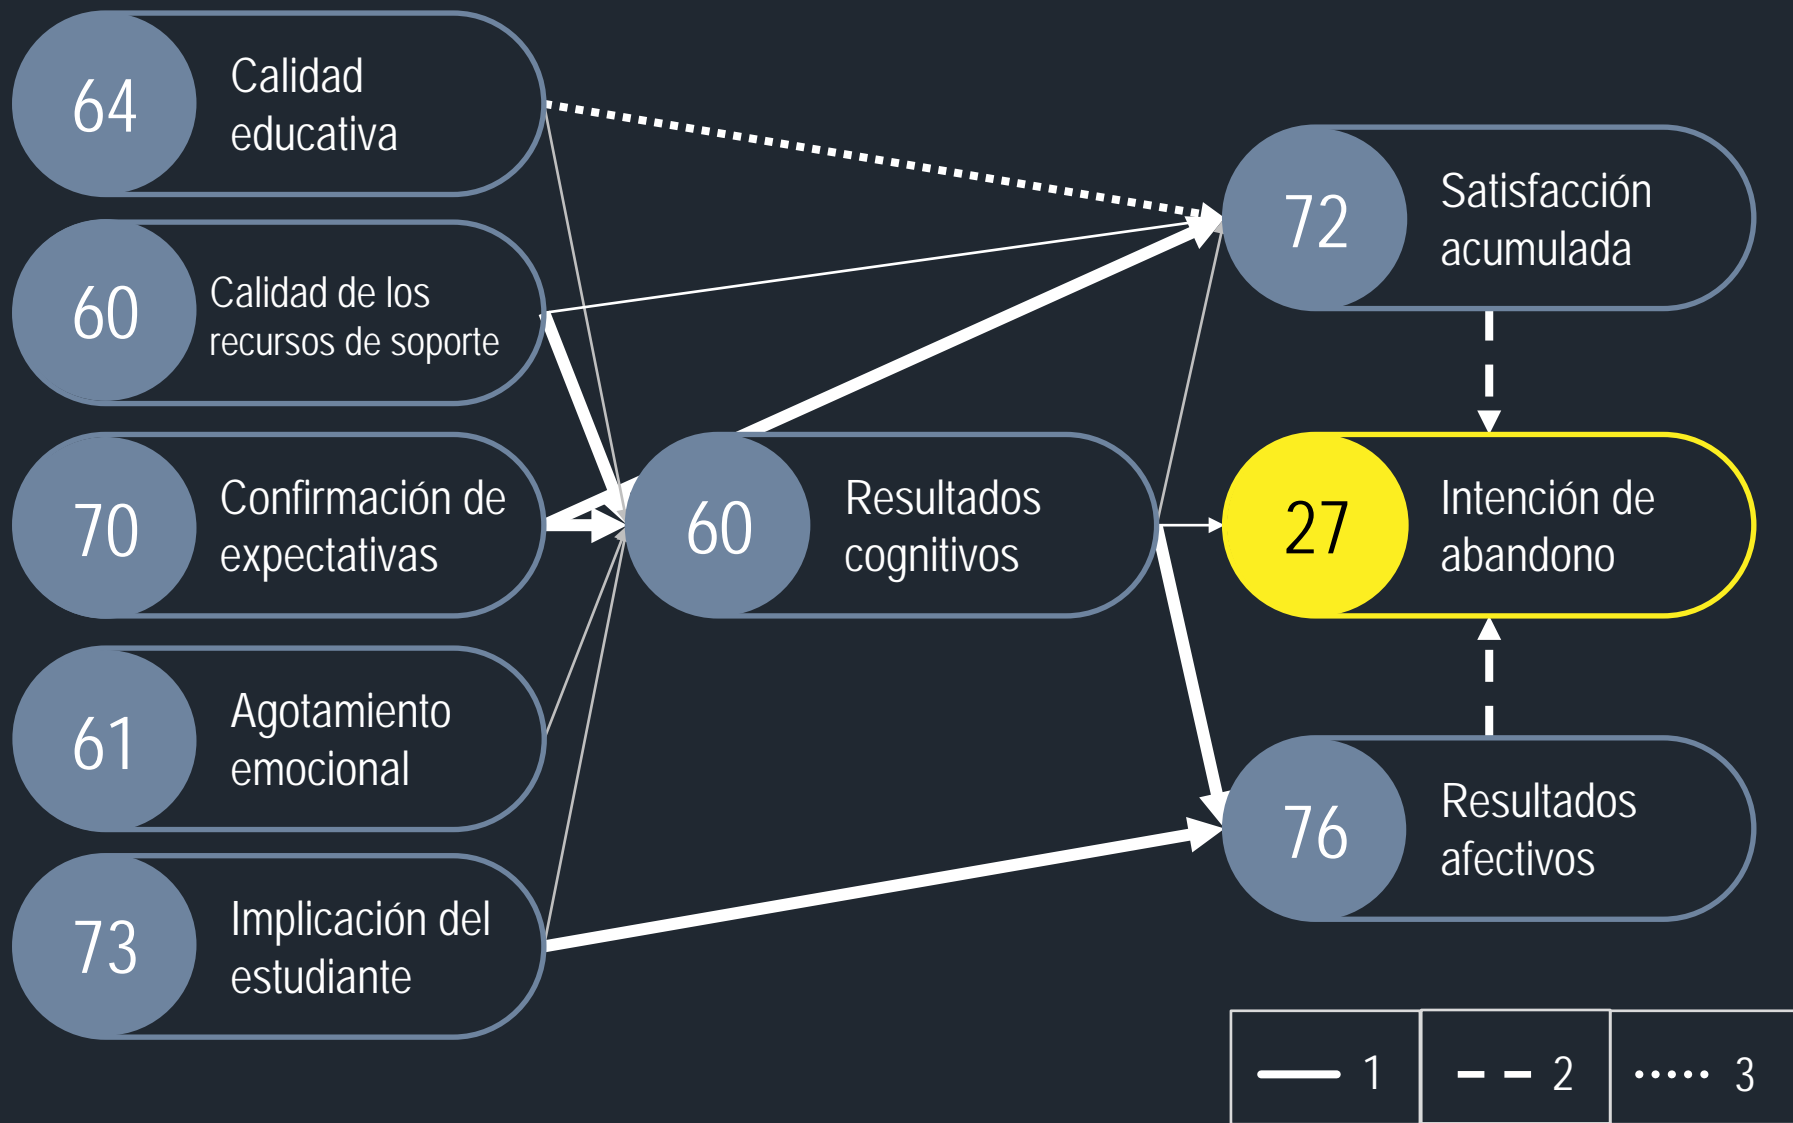 64
Calidad
educativa
60
Calidad de los
recursos de soporte
70
Confirmación de
expectativas
61
Agotamiento
emocional
73
Implicación del
estudiante
60
Resultados
cognitivos
72
Satisfacción
acumulada
27
Intención de
abandono
76
Resultados
afectivos
1
2
3